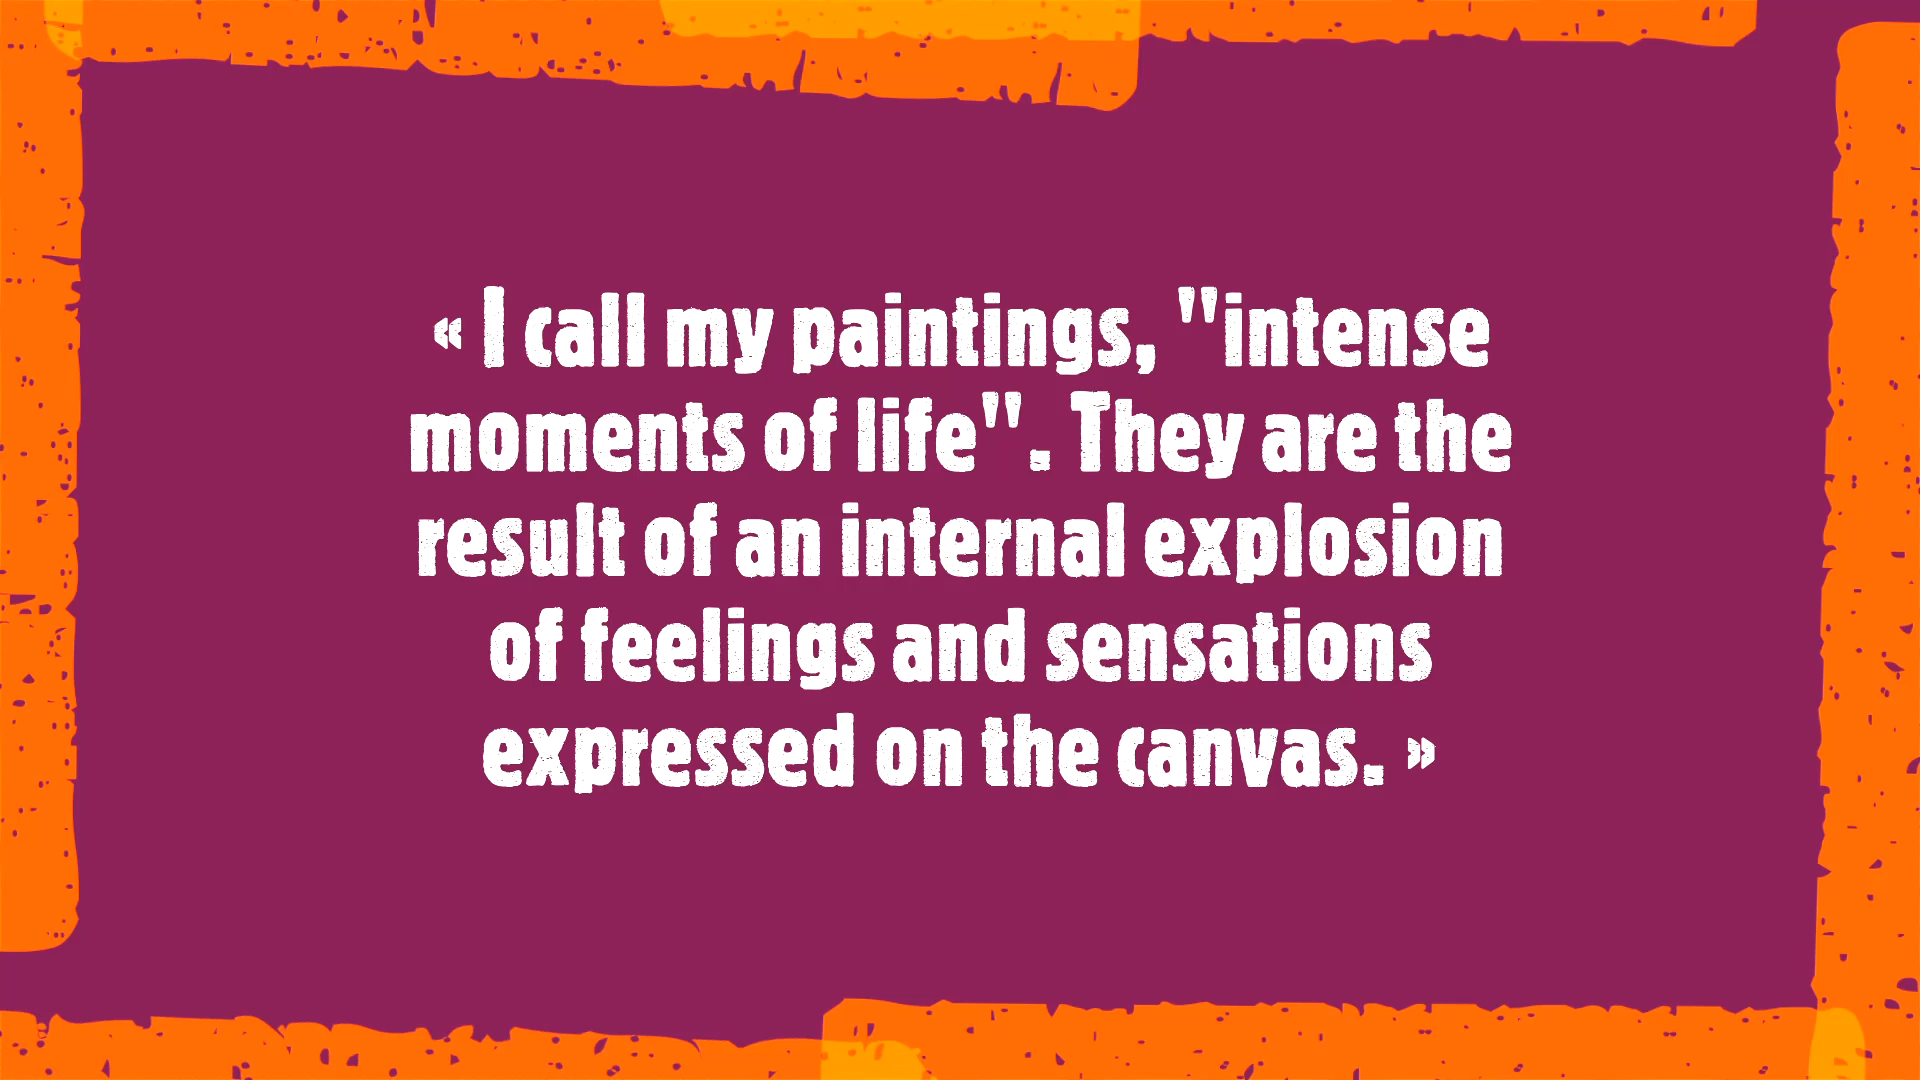 « I call my paintings, "intense
moments of life". They are the
result of an internal explosion
of feelings and sensations
expressed on the canvas. »